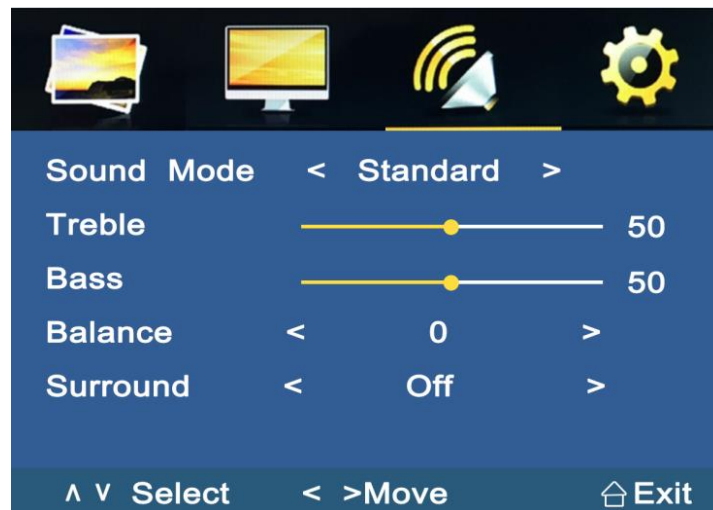 Sound Mode < Standard >
Treble 50
Bass 50
Balance < 0 >
Surround < Off >
∧ ∨ Select < >Move Exit